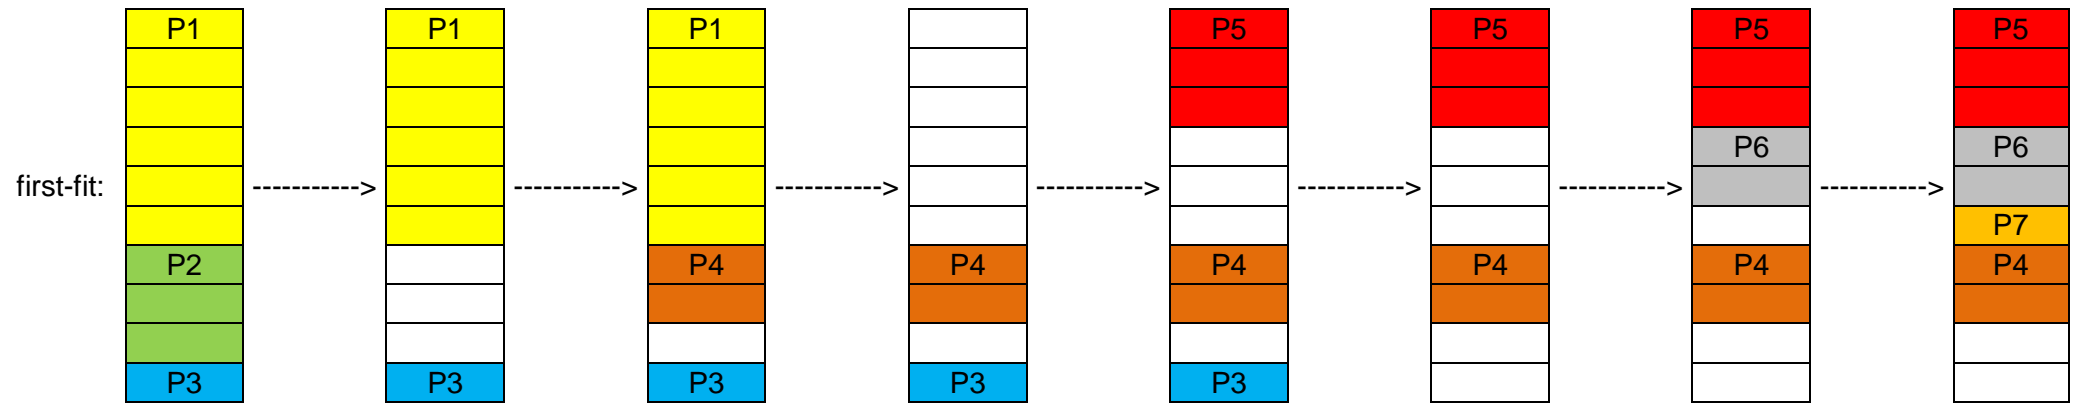 P1 P1 P1 P5 P5 P5 P5
P6 P6
first-fit: -----------> -----------> -----------> -----------> -----------> -----------> ----------->
P7
P2 P4 P4 P4 P4 P4 P4
P3 P3 P3 P3 P3